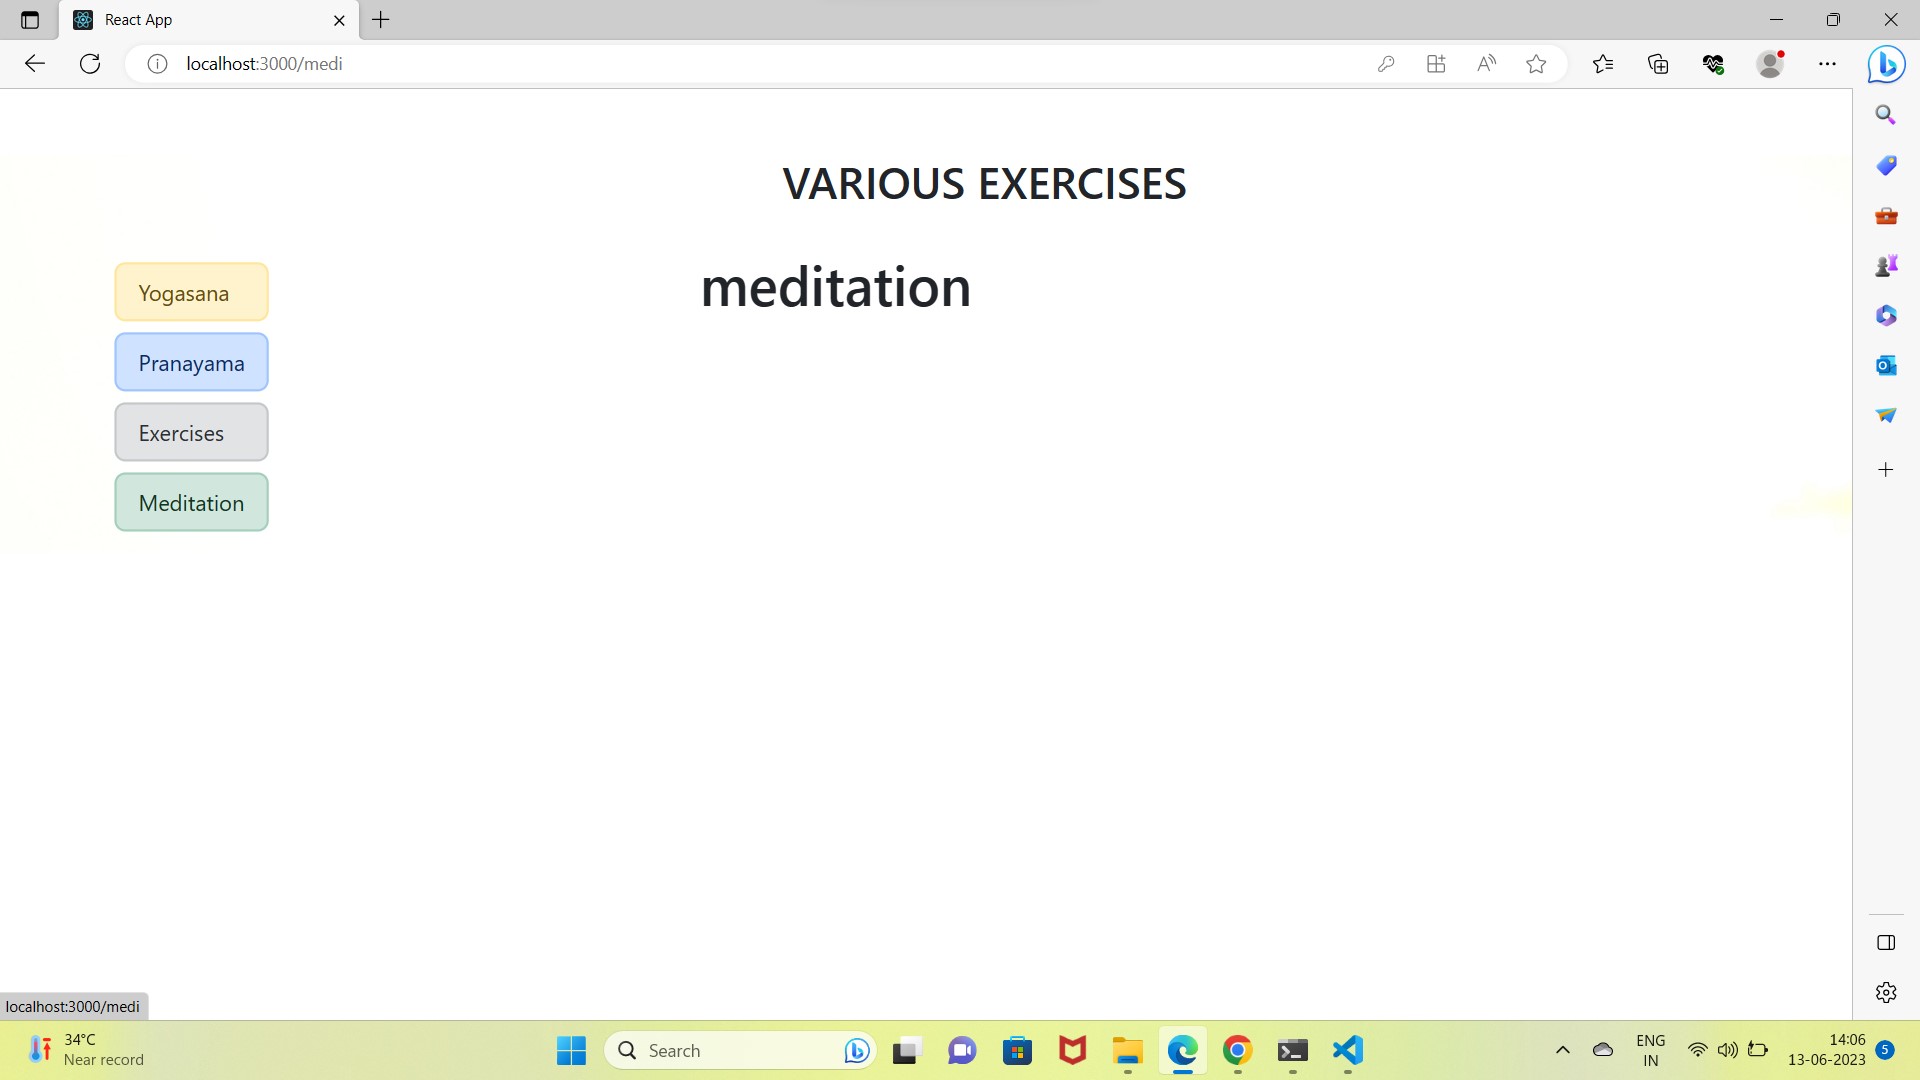 React App
localhost:3000/medi
VARIOUS EXERCISES
meditation
Yogasana
Pranayama
Exercises
Meditation
localhost:3000/medi
34°C
Near record
Search
ENG
IN
14:06
13-06-2023
5